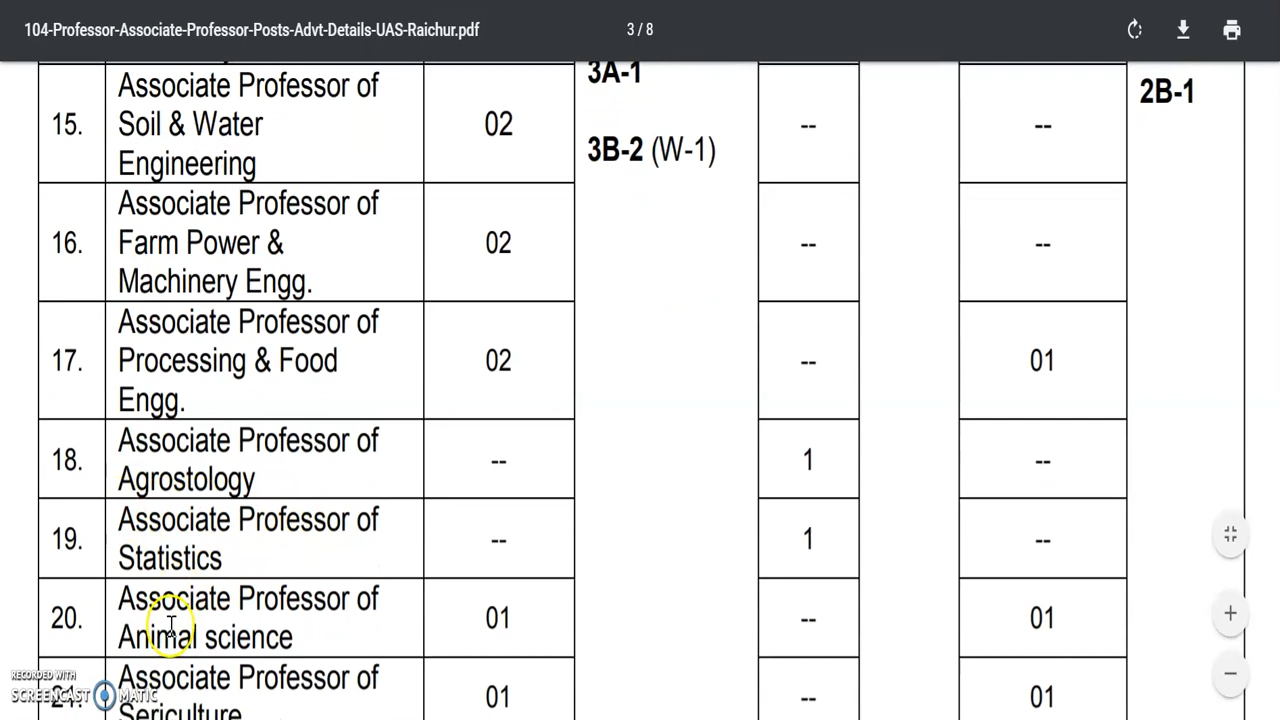 104-Professor-Associate-Professor-Posts-Advt-Details-UAS-Raichur.pdf
3 / 8
3A-1
3B-2 (W-1)
2B-1
15. Associate Professor of
Soil & Water
Engineering
02 -- --
16. Associate Professor of
Farm Power &
Machinery Engg.
02 -- --
17. Associate Professor of
Processing & Food
Engg.
02 -- 01
18. Associate Professor of
Agrostology
-- 1 --
19. Associate Professor of
Statistics
-- 1 --
20. Associate Professor of
Animal science
01 -- 01
21. Associate Professor of
Sericulture
01 -- 01
RECORDED WITH
SCREENCAST MATIC